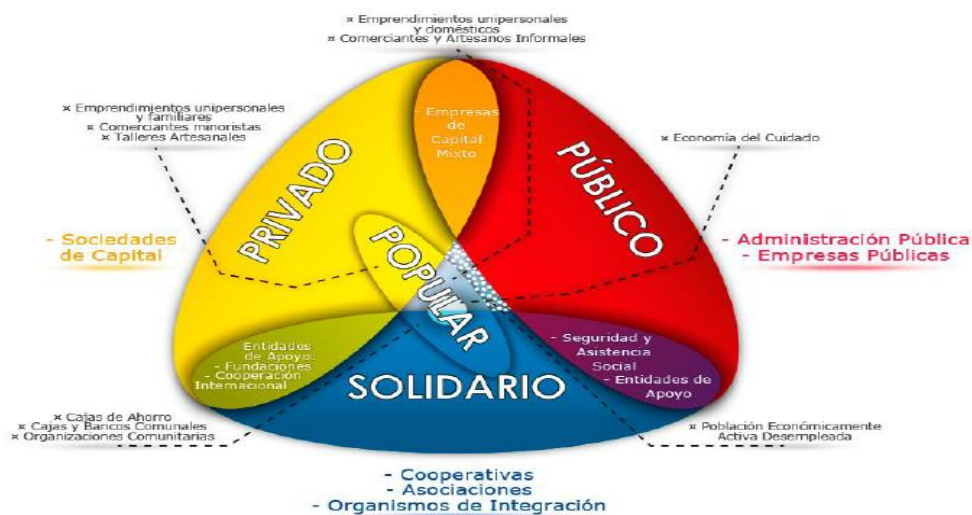 ¤ Emprendimientos unipersonales
y domésticos
¤ Comerciantes y Artesanos Informales
¤ Emprendimientos unipersonales
y familiares
¤ Comerciantes minoristas
¤ Talleres Artesanales
- Empresas
de
Capital
Mixto
¤ Economía del Cuidado
PRIVADO
PÚBLICO
POPULAR
- Sociedades
de Capital
- Administración Pública
- Empresas Públicas
Entidades
de Apoyo:
- Fundaciones
- Cooperación
Internacional
- Seguridad y
Asistencia
Social
- Entidades de
Apoyo
SOLIDARIO
¤ Cajas de Ahorro
¤ Cajas y Bancos Comunales
¤ Organizaciones Comunitarias
¤ Población Económicamente
Activa Desempleada
- Cooperativas
- Asociaciones
- Organismos de Integración